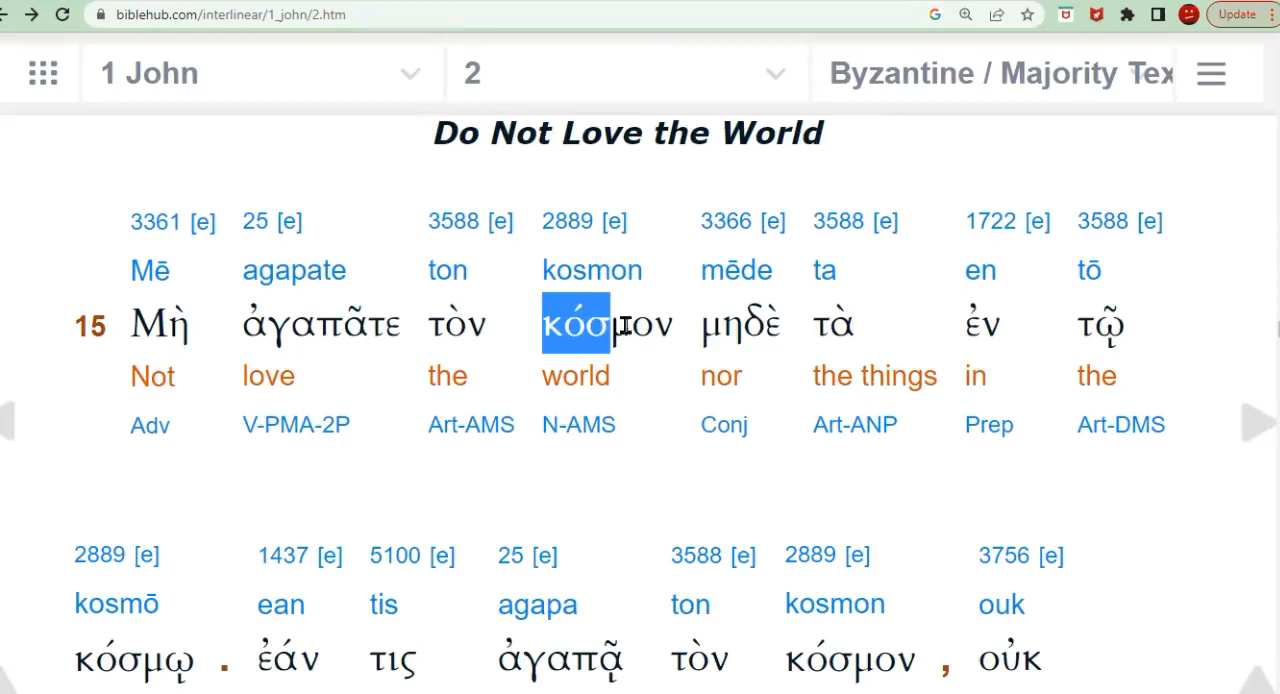 biblehub.com/interlinear/1_john/2.htm Update
1 John 2 Byzantine / Majority Tex
Do Not Love the World
3361 [e] 25 [e] 3588 [e] 2889 [e] 3366 [e] 3588 [e] 1722 [e] 3588 [e]
Mē agapate ton kosmon mēde ta en tō
15 Μὴ ἀγαπᾶτε τὸν κόσμον μηδὲ τὰ ἐν τῷ
Not love the world nor the things in the
Adv V-PMA-2P Art-AMS N-AMS Conj Art-ANP Prep Art-DMS
2889 [e] 1437 [e] 5100 [e] 25 [e] 3588 [e] 2889 [e] 3756 [e]
kosmō ean tis agapa ton kosmon ouk
κόσμῳ . ἐάν τις ἀγαπᾷ τὸν κόσμον , οὐκ